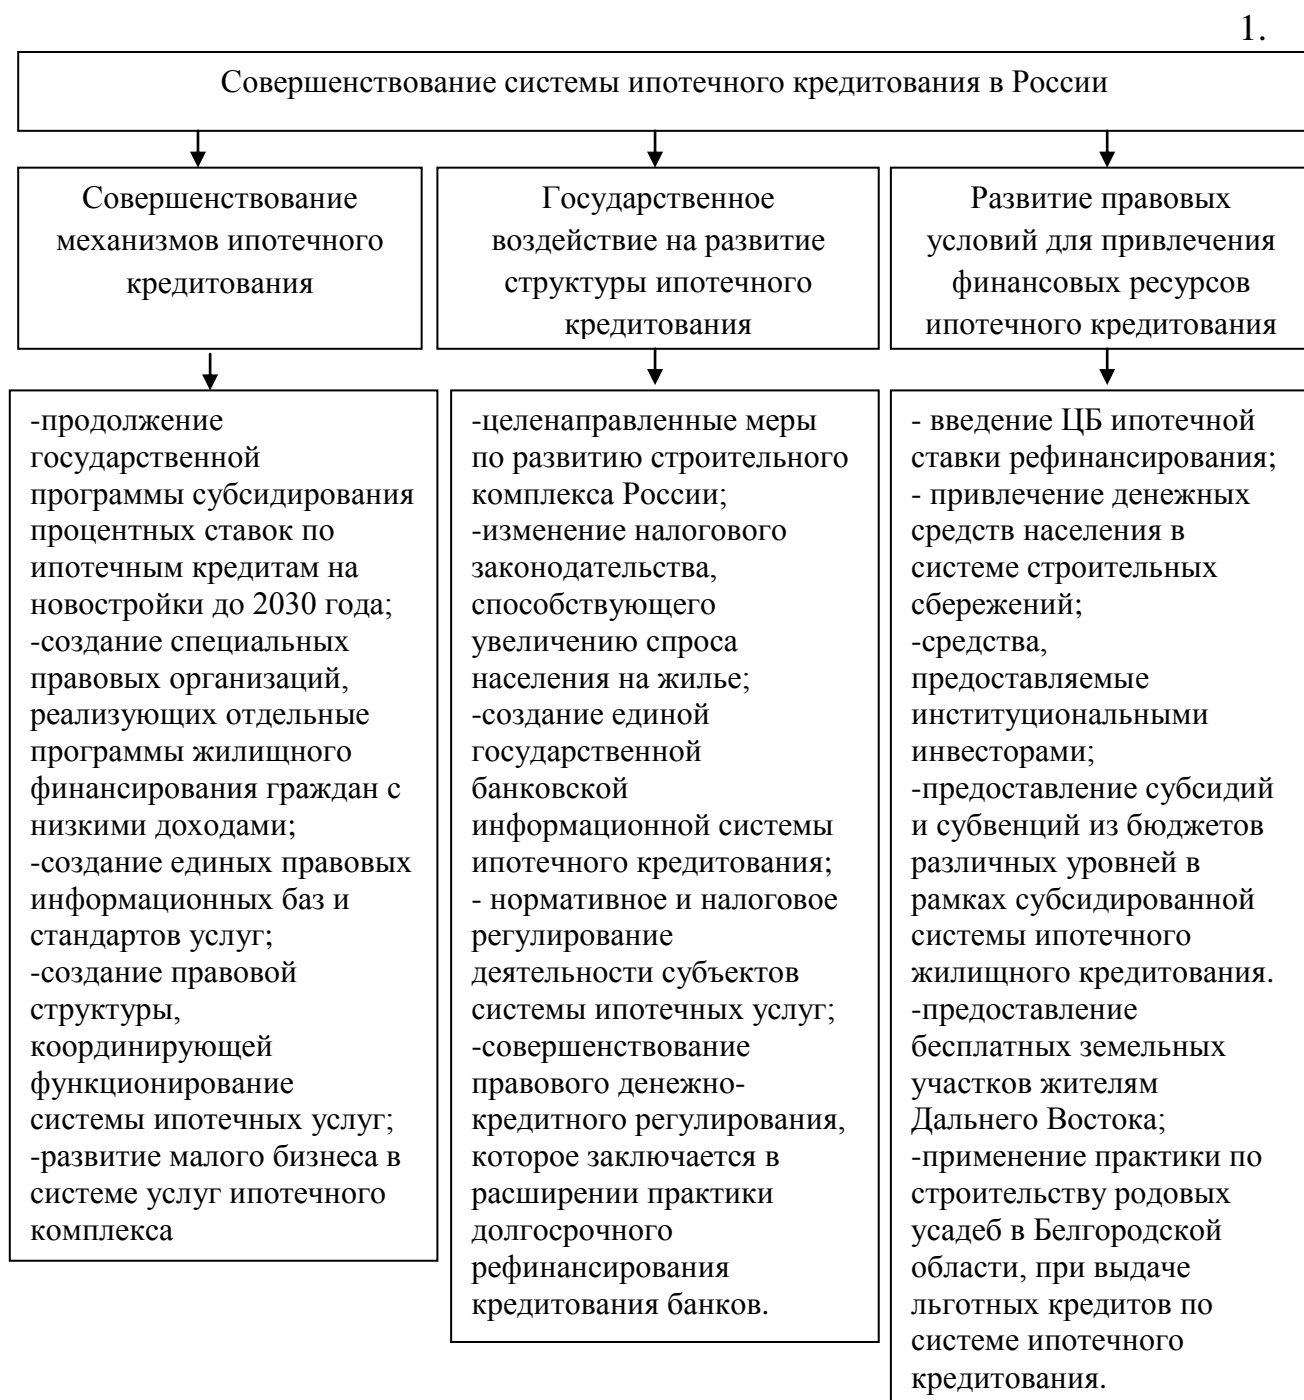 1.
Совершенствование системы ипотечного кредитования в России
Совершенствование
механизмов ипотечного
кредитования
Государственное
воздействие на развитие
структуры ипотечного
кредитования
Развитие правовых
условий для привлечения
финансовых ресурсов
ипотечного кредитования
-продолжение
государственной
программы субсидирования
процентных ставок по
ипотечным кредитам на
новостройки до 2030 года;
-создание специальных
правовых организаций,
реализующих отдельные
программы жилищного
финансирования граждан с
низкими доходами;
-создание единых правовых
информационных баз и
стандартов услуг;
-создание правовой
структуры,
координирующей
функционирование
системы ипотечных услуг;
-развитие малого бизнеса в
системе услуг ипотечного
комплекса
-целенаправленные меры
по развитию строительного
комплекса России;
-изменение налогового
законодательства,
способствующего
увеличению спроса
населения на жилье;
-создание единой
государственной
банковской
информационной системы
ипотечного кредитования;
- нормативное и налоговое
регулирование
деятельности субъектов
системы ипотечных услуг;
-совершенствование
правового денежно-
кредитного регулирования,
которое заключается в
расширении практики
долгосрочного
рефинансирования
кредитования банков.
- введение ЦБ ипотечной
ставки рефинансирования;
- привлечение денежных
средств населения в
системе строительных
сбережений;
-средства,
предоставляемые
институциональными
инвесторами;
-предоставление субсидий
и субвенций из бюджетов
различных уровней в
рамках субсидированной
системы ипотечного
жилищного кредитования.
-предоставление
бесплатных земельных
участков жителям
Дальнего Востока;
-применение практики по
строительству родовых
усадеб в Белгородской
области, при выдаче
льготных кредитов по
системе ипотечного
кредитования.